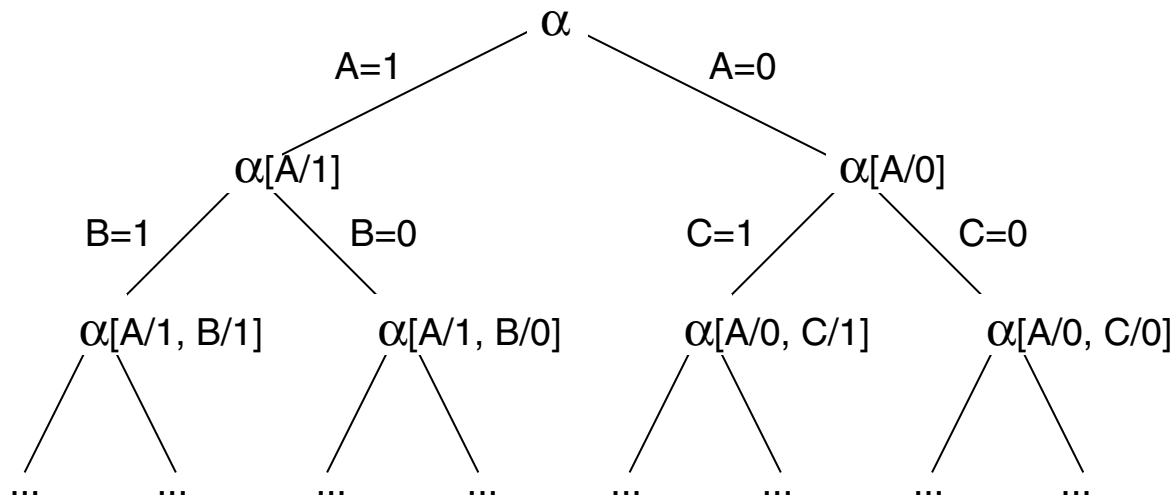 α
A=1 A=0
α[A/1] α[A/0]
B=1 B=0 C=1 C=0
α[A/1, B/1] α[A/1, B/0] α[A/0, C/1] α[A/0, C/0]
... ... ... ... ... ... ... ...